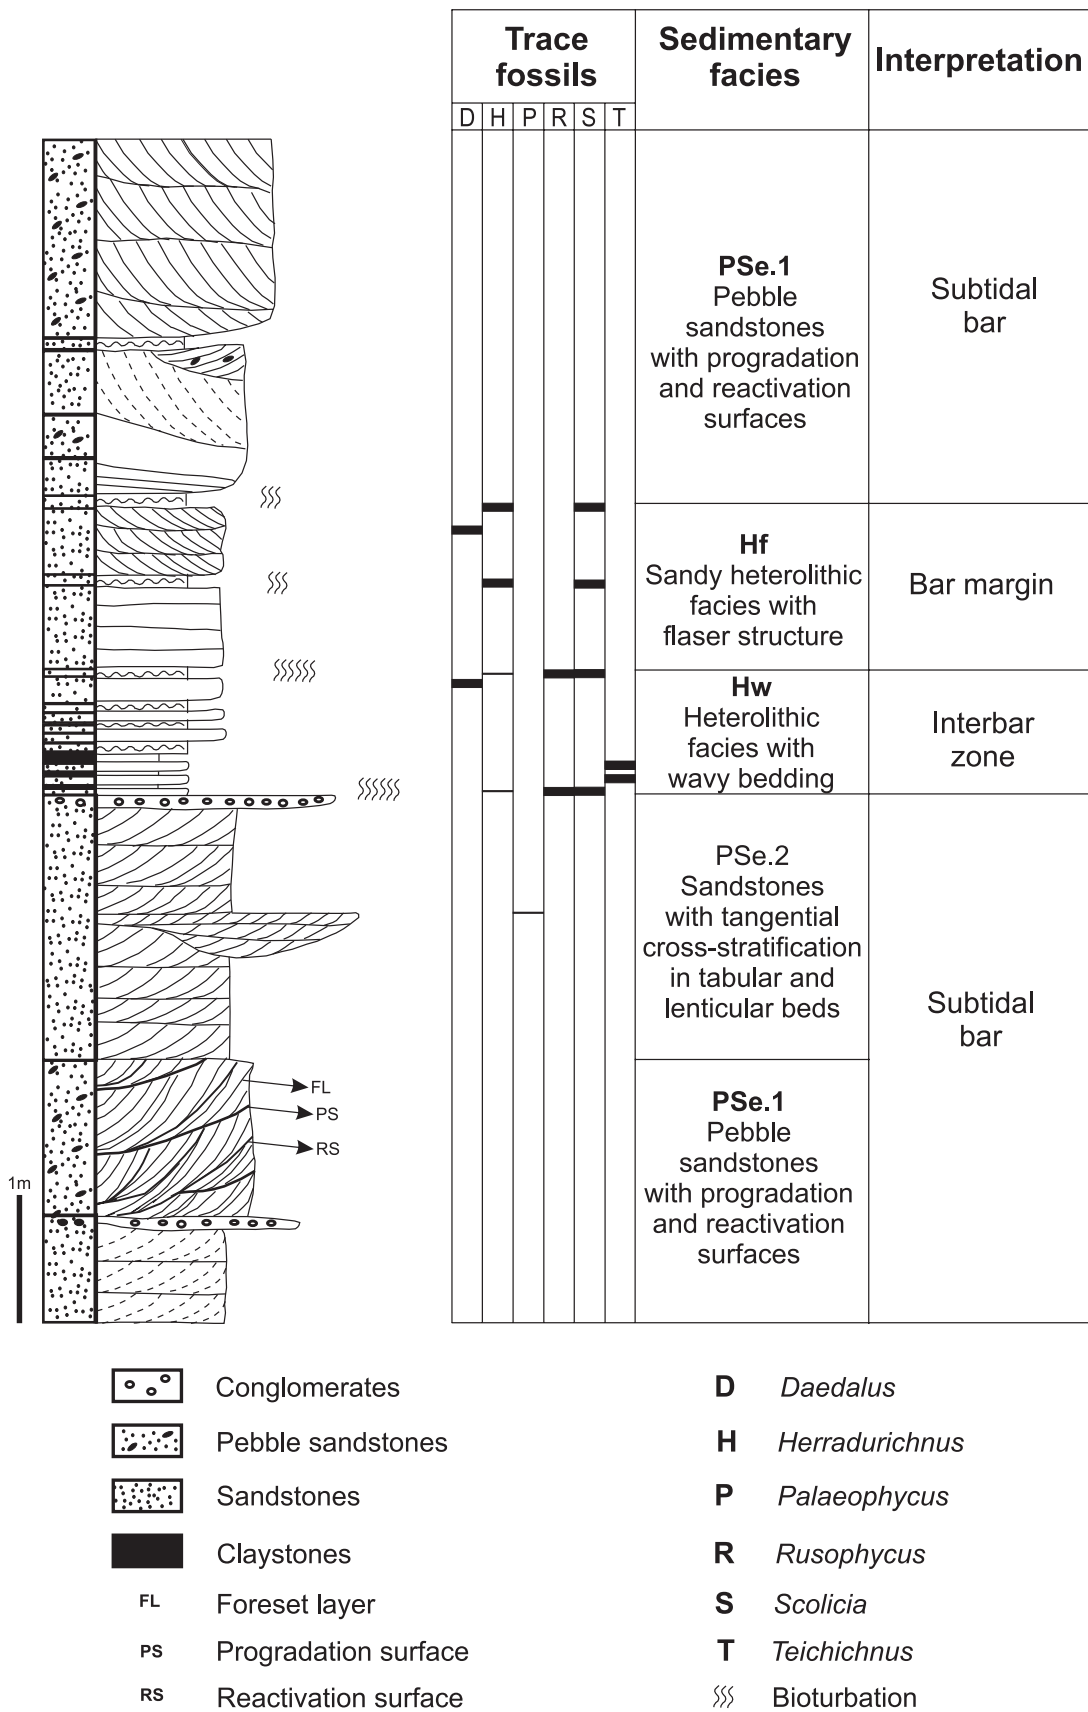 Trace
fossils
Sedimentary
facies
Interpretation
D H P R S T
PSe.1
Pebble
sandstones
with progradation
and reactivation
surfaces
Subtidal
bar
Hf
Sandy heterolithic
facies with
flaser structure
Bar margin
Hw
Heterolithic
facies with
wavy bedding
Interbar
zone
PSe.2
Sandstones
with tangential
cross-stratification
in tabular and
lenticular beds
Subtidal
bar
FL
PS
RS
PSe.1
Pebble
sandstones
with progradation
and reactivation
surfaces
1m
Conglomerates
Pebble sandstones
Sandstones
Claystones
FL Foreset layer
PS Progradation surface
RS Reactivation surface
D Daedalus
H Herradurichnus
P Palaeophycus
R Rusophycus
S Scolicia
T Teichichnus
Bioturbation